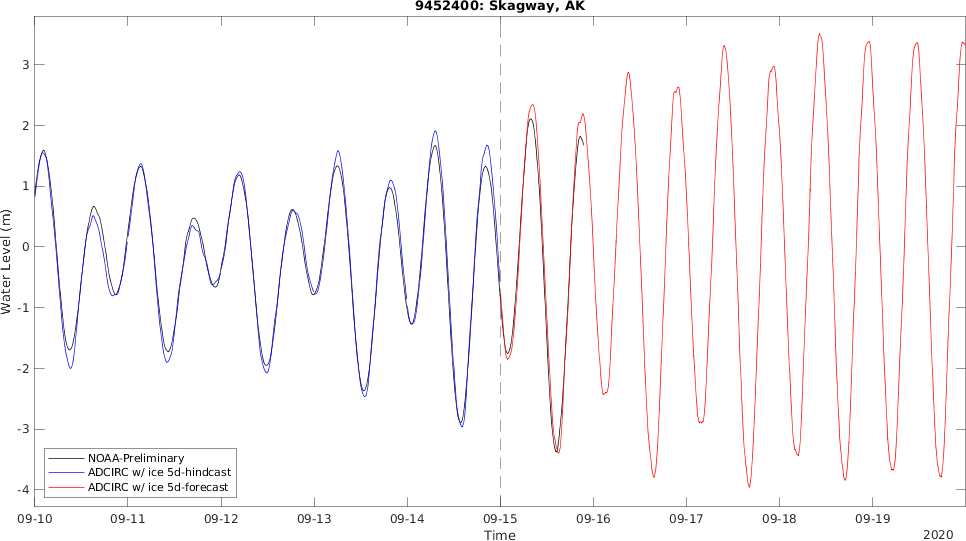 9452400: Skagway, AK
Water Level (m)
3
2
1
0
-1
-2
-3
-4
NOAA-Preliminary
ADCIRC w/ ice 5d-hindcast
ADCIRC w/ ice 5d-forecast
09-10 09-11 09-12 09-13 09-14 09-15 09-16 09-17 09-18 09-19
Time
2020